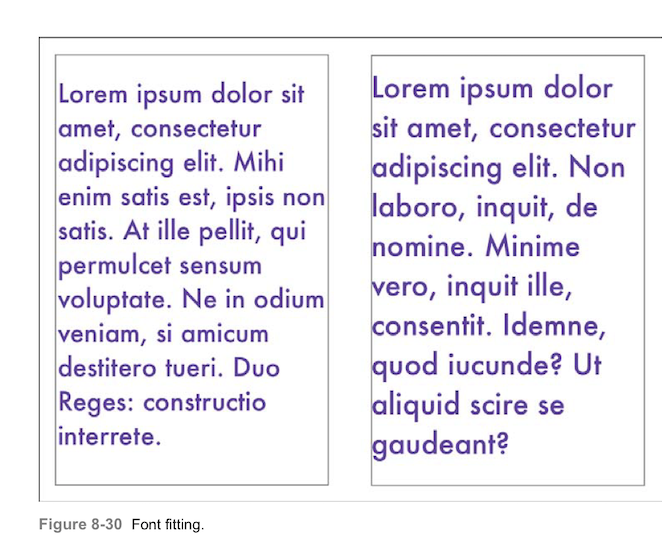 Lorem ipsum dolor sit
amet, consectetur
adipiscing elit. Mihi
enim satis est, ipsis non
satis. At ille pellit, qui
permulcet sensum
voluptate. Ne in odium
veniam, si amicum
destitero tueri. Duo
Reges: constructio
interrete.
Lorem ipsum dolor
sit amet, consectetur
adipiscing elit. Non
laboro, inquit, de
nomine. Minime
vero, inquit ille,
consentit. Idemne,
quod iucunde? Ut
aliquid scire se
gaudeant?
Figure 8-30 Font fitting.